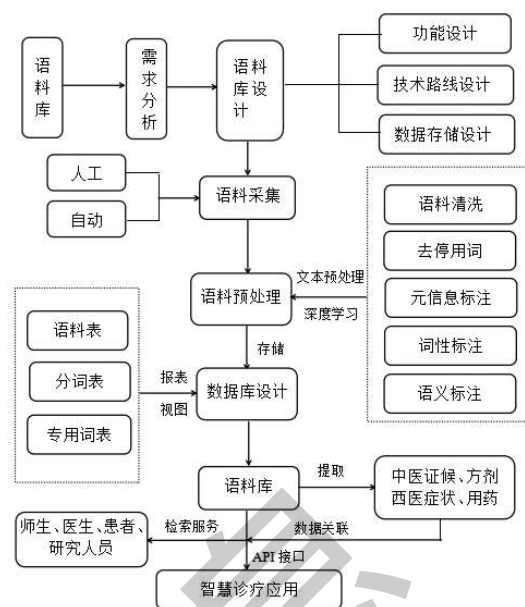 语
料
库
需
求
分
析
语料
库设
计
功能设计
技术路线设计
数据存储设计
人工
自动
语料采集
语料清洗
去停用词
元信息标注
词性标注
语义标注
文本预处理
深度学习
语料预处理
存储
语料表
分词表
专用词表
报表
视图
数据库设计
语料库
提取
中医证候、方剂
西医症状、用药
师生、医生、患者、
研究人员
检索服务
数据关联
API 接口
智慧诊疗应用